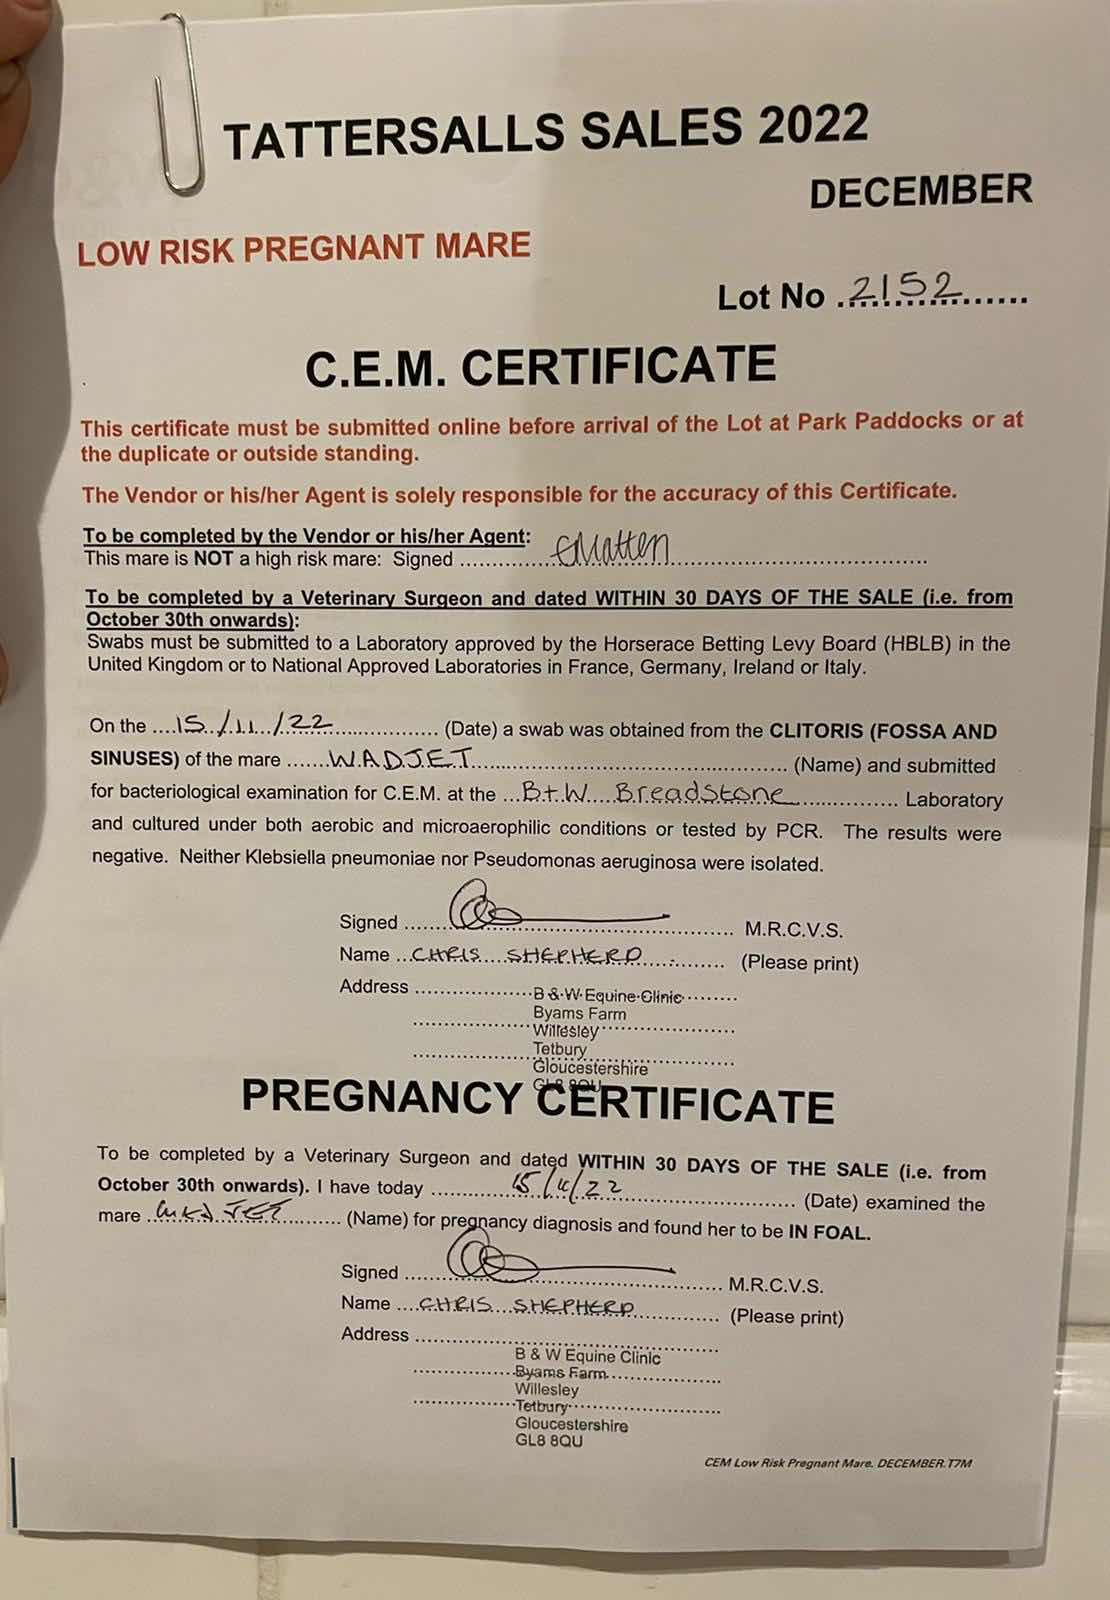 TATTERSALLS SALES 2022
DECEMBER
LOW RISK PREGNANT MARE
Lot No ..2152................
C.E.M. CERTIFICATE
This certificate must be submitted online before arrival of the Lot at Park Paddocks or at
the duplicate or outside standing.
The Vendor or his/her Agent is solely responsible for the accuracy of this Certificate.
To be completed by the Vendor or his/her Agent:
This mare is NOT a high risk mare: Signed
To be completed by a Veterinary Surgeon and dated WITHIN 30 DAYS OF THE SALE (i.e. from
October 30th onwards):
Swabs must be submitted to a Laboratory approved by the Horserace Betting Levy Board (HBLB) in the
United Kingdom or to National Approved Laboratories in France, Germany, Ireland or Italy.
On the ....15/11/22.................... (Date) a swab was obtained from the CLITORIS (FOSSA AND
SINUSES) of the mare .......WADJET.................... (Name) and submitted
for bacteriological examination for C.E.M. at the ...B+W Breadstone.................. Laboratory
and cultured under both aerobic and microaerophilic conditions or tested by PCR. The results were
negative. Neither Klebsiella pneumoniae nor Pseudomonas aeruginosa were isolated.
Signed .................... M.R.C.V.S.
Name ...CHRIS SHEPHERD............ (Please print)
Address ....................B & W Equine Clinic........
Byams Farm
Willesley
Tetbury
Gloucestershire
GL8 8QU
PREGNANCY CERTIFICATE
To be completed by a Veterinary Surgeon and dated WITHIN 30 DAYS OF THE SALE (i.e. from
October 30th onwards). I have today ............15/11/22.................... (Date) examined the
mare ...WADJET......... (Name) for pregnancy diagnosis and found her to be IN FOAL.
Signed .................... M.R.C.V.S.
Name ....CHRIS SHEPHERD............ (Please print)
Address ....................
B & W Equine Clinic
Byams Farm
Willesley
Tetbury
Gloucestershire
GL8 8QU
CEM Low Risk Pregnant Mare. DECEMBER.T7M